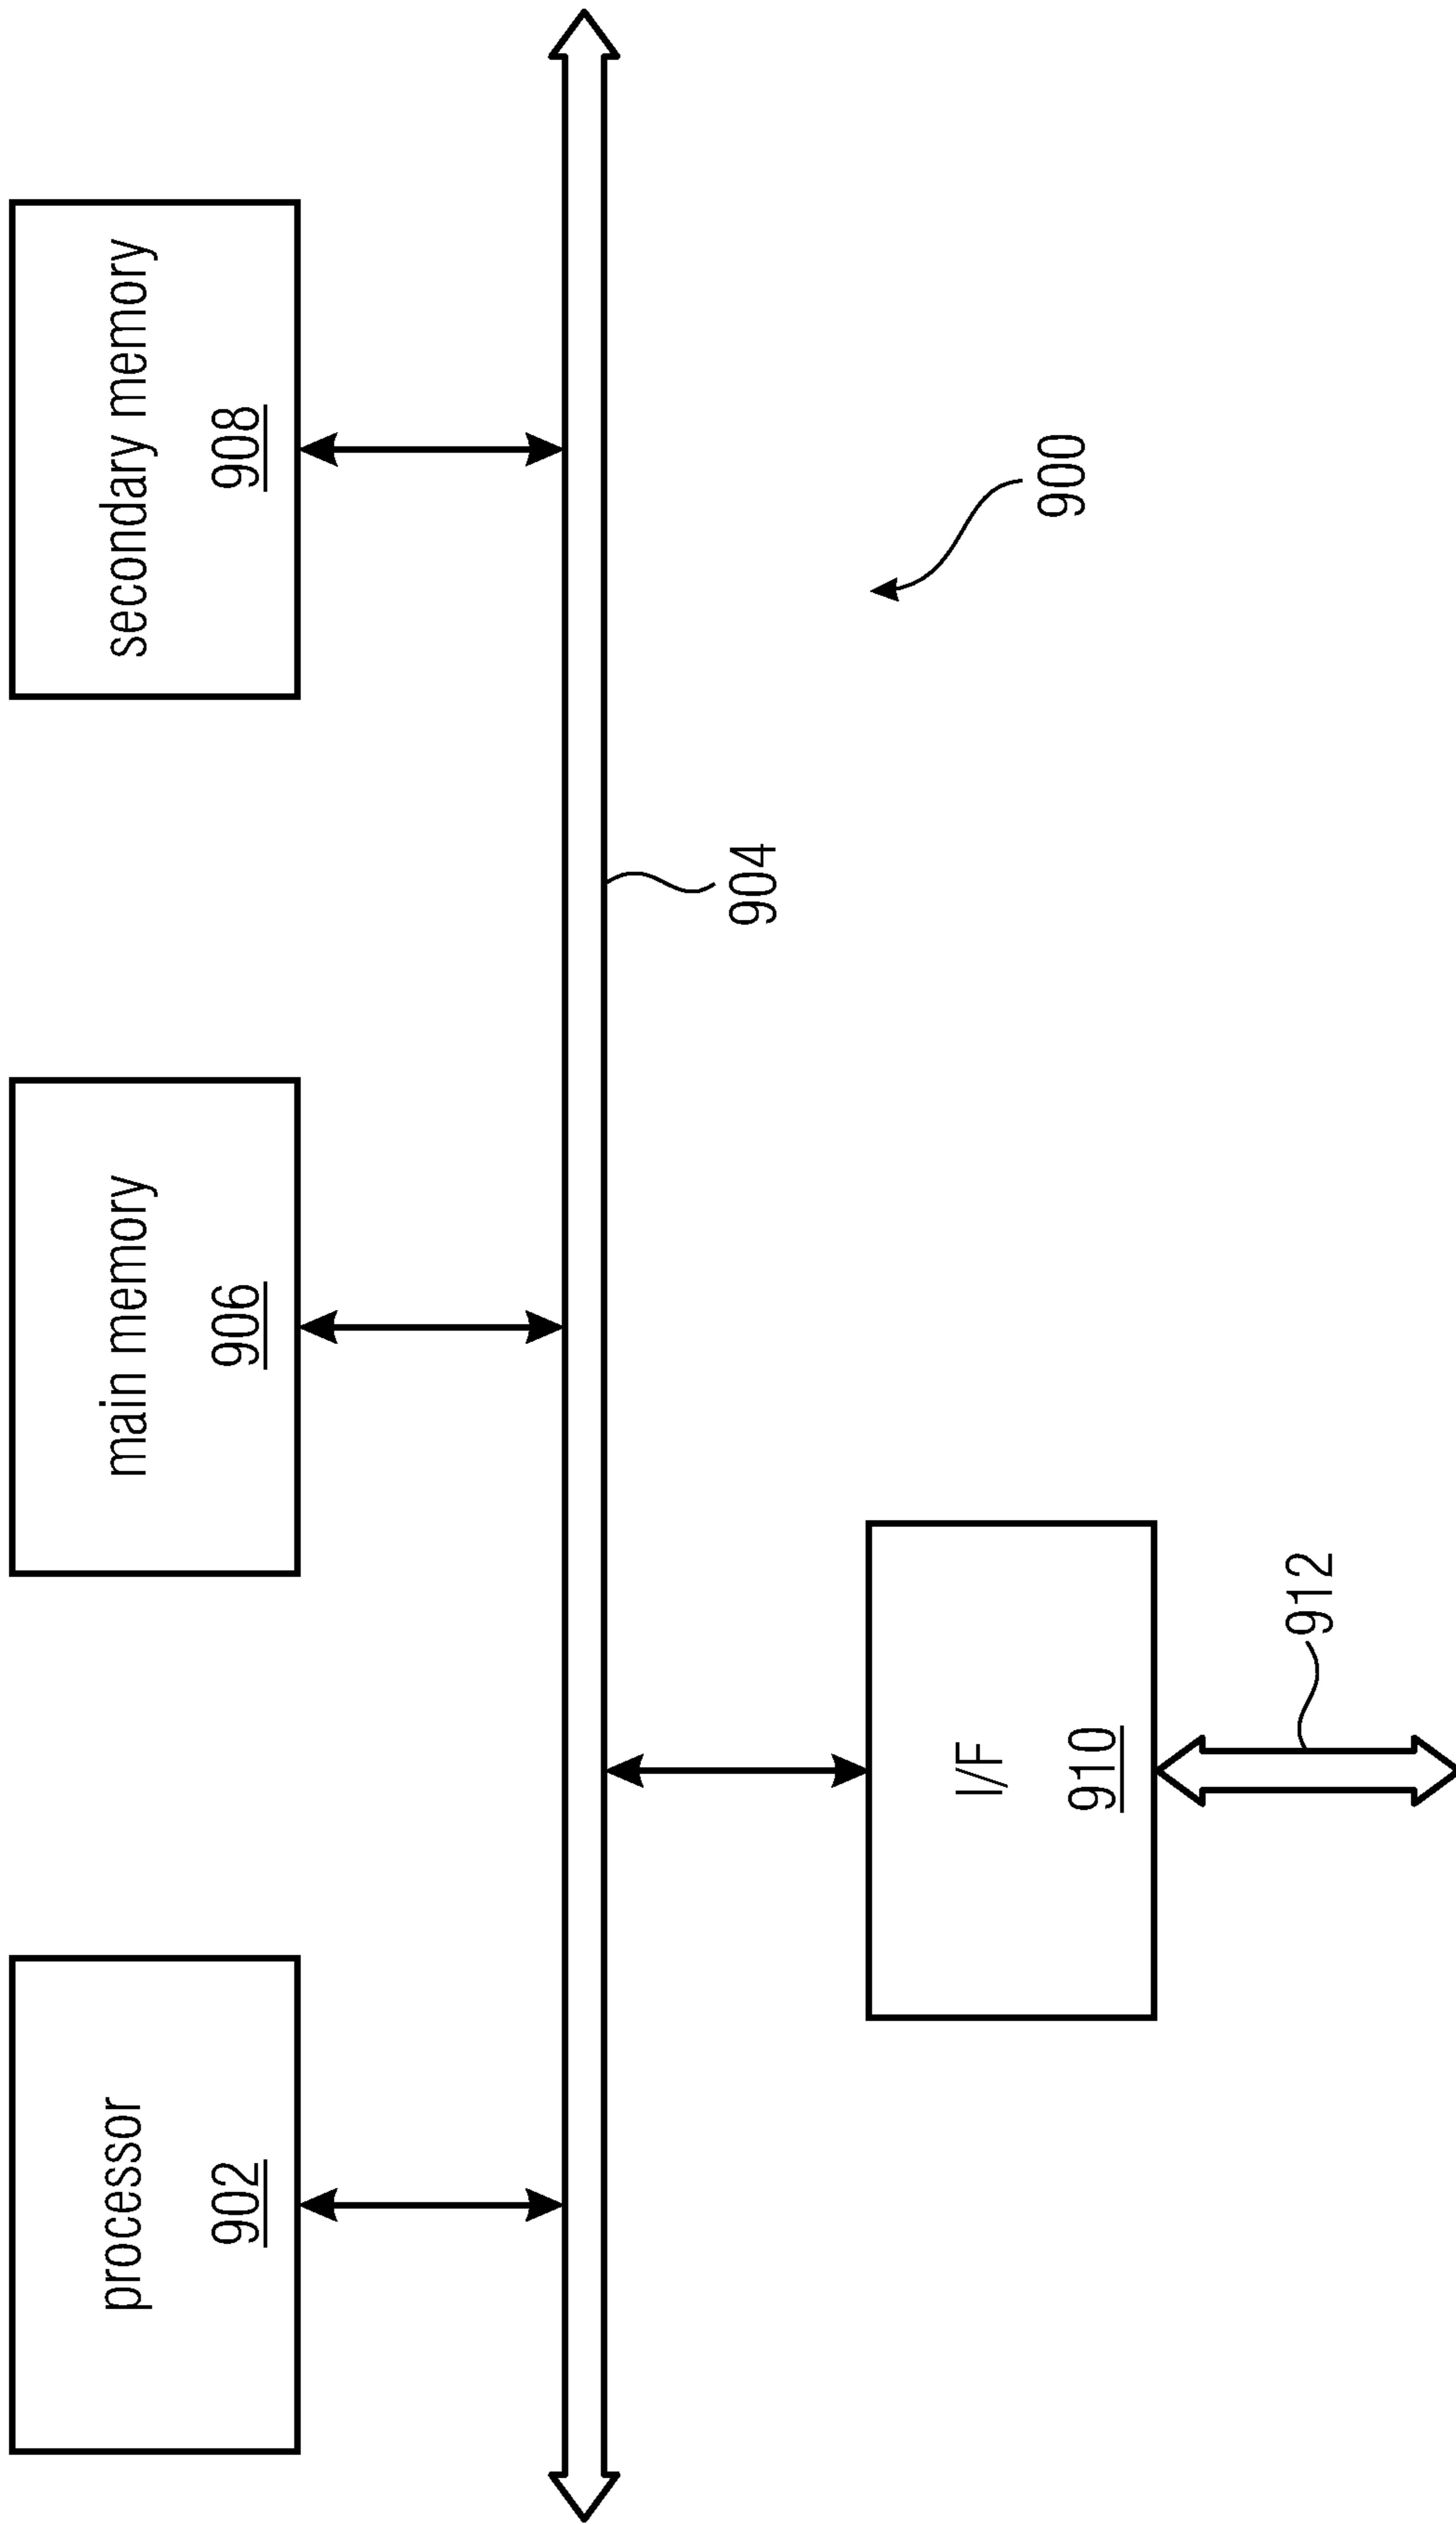 processor
902
main memory
906
secondary memory
908
904
900
I/F
910
912